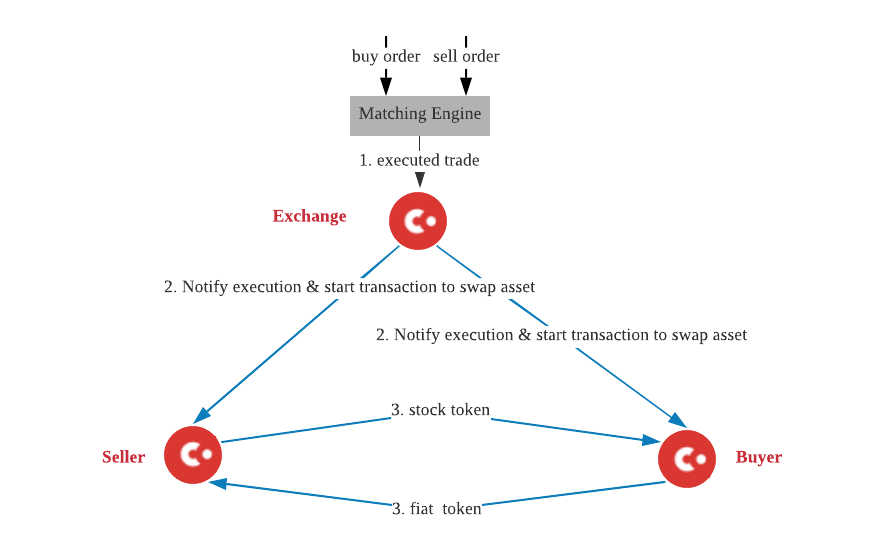 buy order
sell order
Matching Engine
1. executed trade
Exchange
2. Notify execution & start transaction to swap asset
2. Notify execution & start transaction to swap asset
3. stock token
Seller
Buyer
3. fiat  token